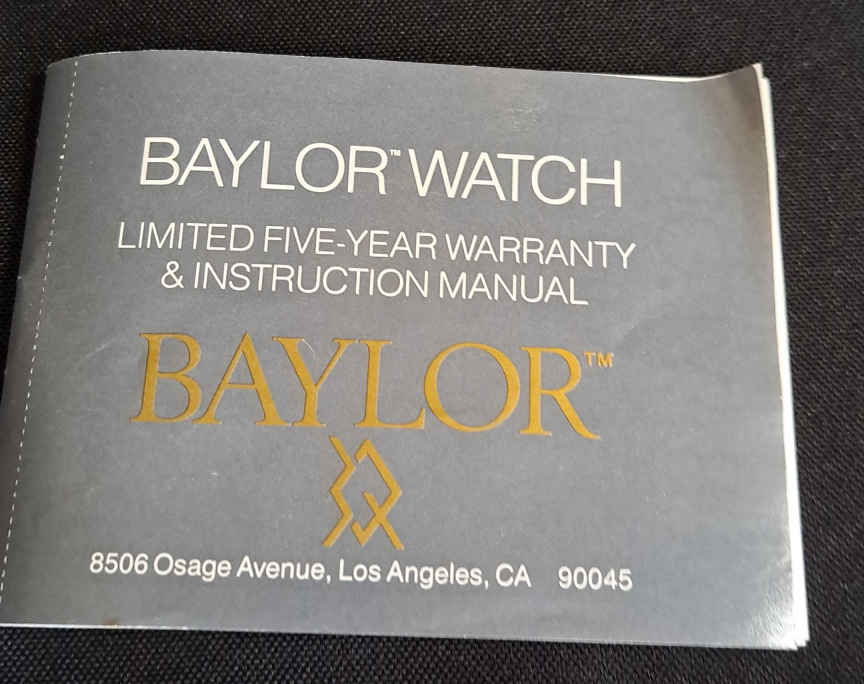 BAYLOR™ WATCH
LIMITED FIVE-YEAR WARRANTY
& INSTRUCTION MANUAL
BAYLOR™
8506 Osage Avenue, Los Angeles, CA 90045